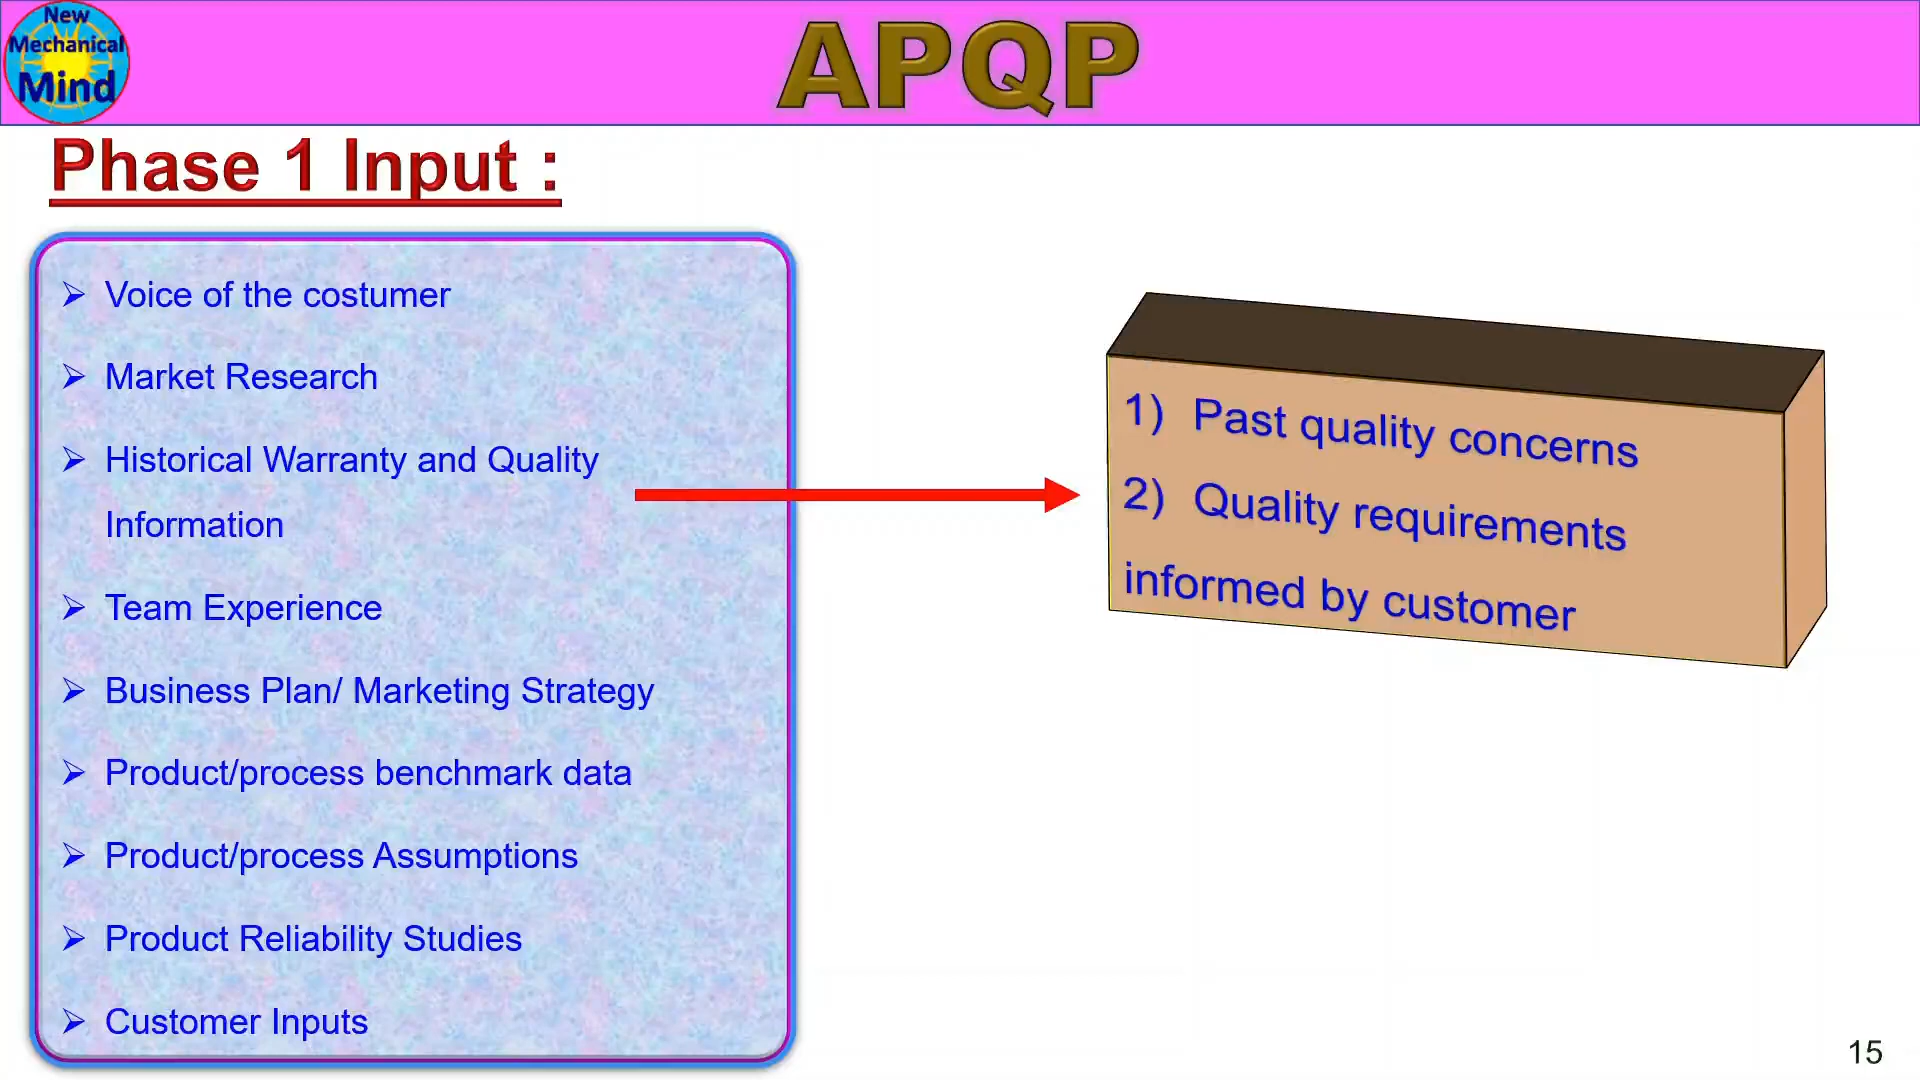 New
Mechanical
Mind
APQP
Phase 1 Input :
➢ Voice of the costumer
➢ Market Research
➢ Historical Warranty and Quality
Information
➢ Team Experience
➢ Business Plan/ Marketing Strategy
➢ Product/process benchmark data
➢ Product/process Assumptions
➢ Product Reliability Studies
➢ Customer Inputs
1) Past quality concerns
2) Quality requirements
informed by customer
15